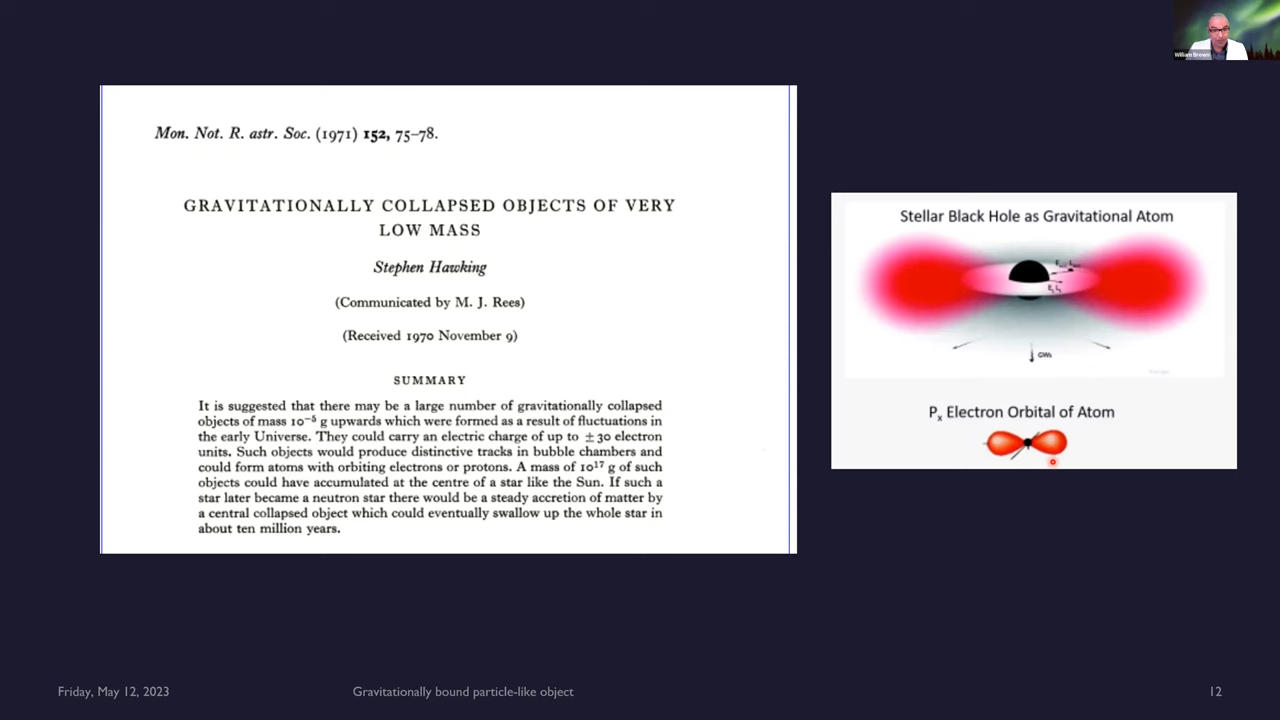 William Brown
Mon. Not. R. astr. Soc. (1971) 152, 75–78.
GRAVITATIONALLY COLLAPSED OBJECTS OF VERY
LOW MASS
Stephen Hawking
(Communicated by M. J. Rees)
(Received 1970 November 9)
SUMMARY
It is suggested that there may be a large number of gravitationally collapsed
objects of mass 10⁻⁵ g upwards which were formed as a result of fluctuations in
the early Universe. They could carry an electric charge of up to ±30 electron
units. Such objects would produce distinctive tracks in bubble chambers and
could form atoms with orbiting electrons or protons. A mass of 10¹⁷ g of such
objects could have accumulated at the centre of a star like the Sun. If such a
star later became a neutron star there would be a steady accretion of matter by
a central collapsed object which could eventually swallow up the whole star in
about ten million years.
Stellar Black Hole as Gravitational Atom
GWs
Pₓ Electron Orbital of Atom
Friday, May 12, 2023
Gravitationally bound particle-like object
12